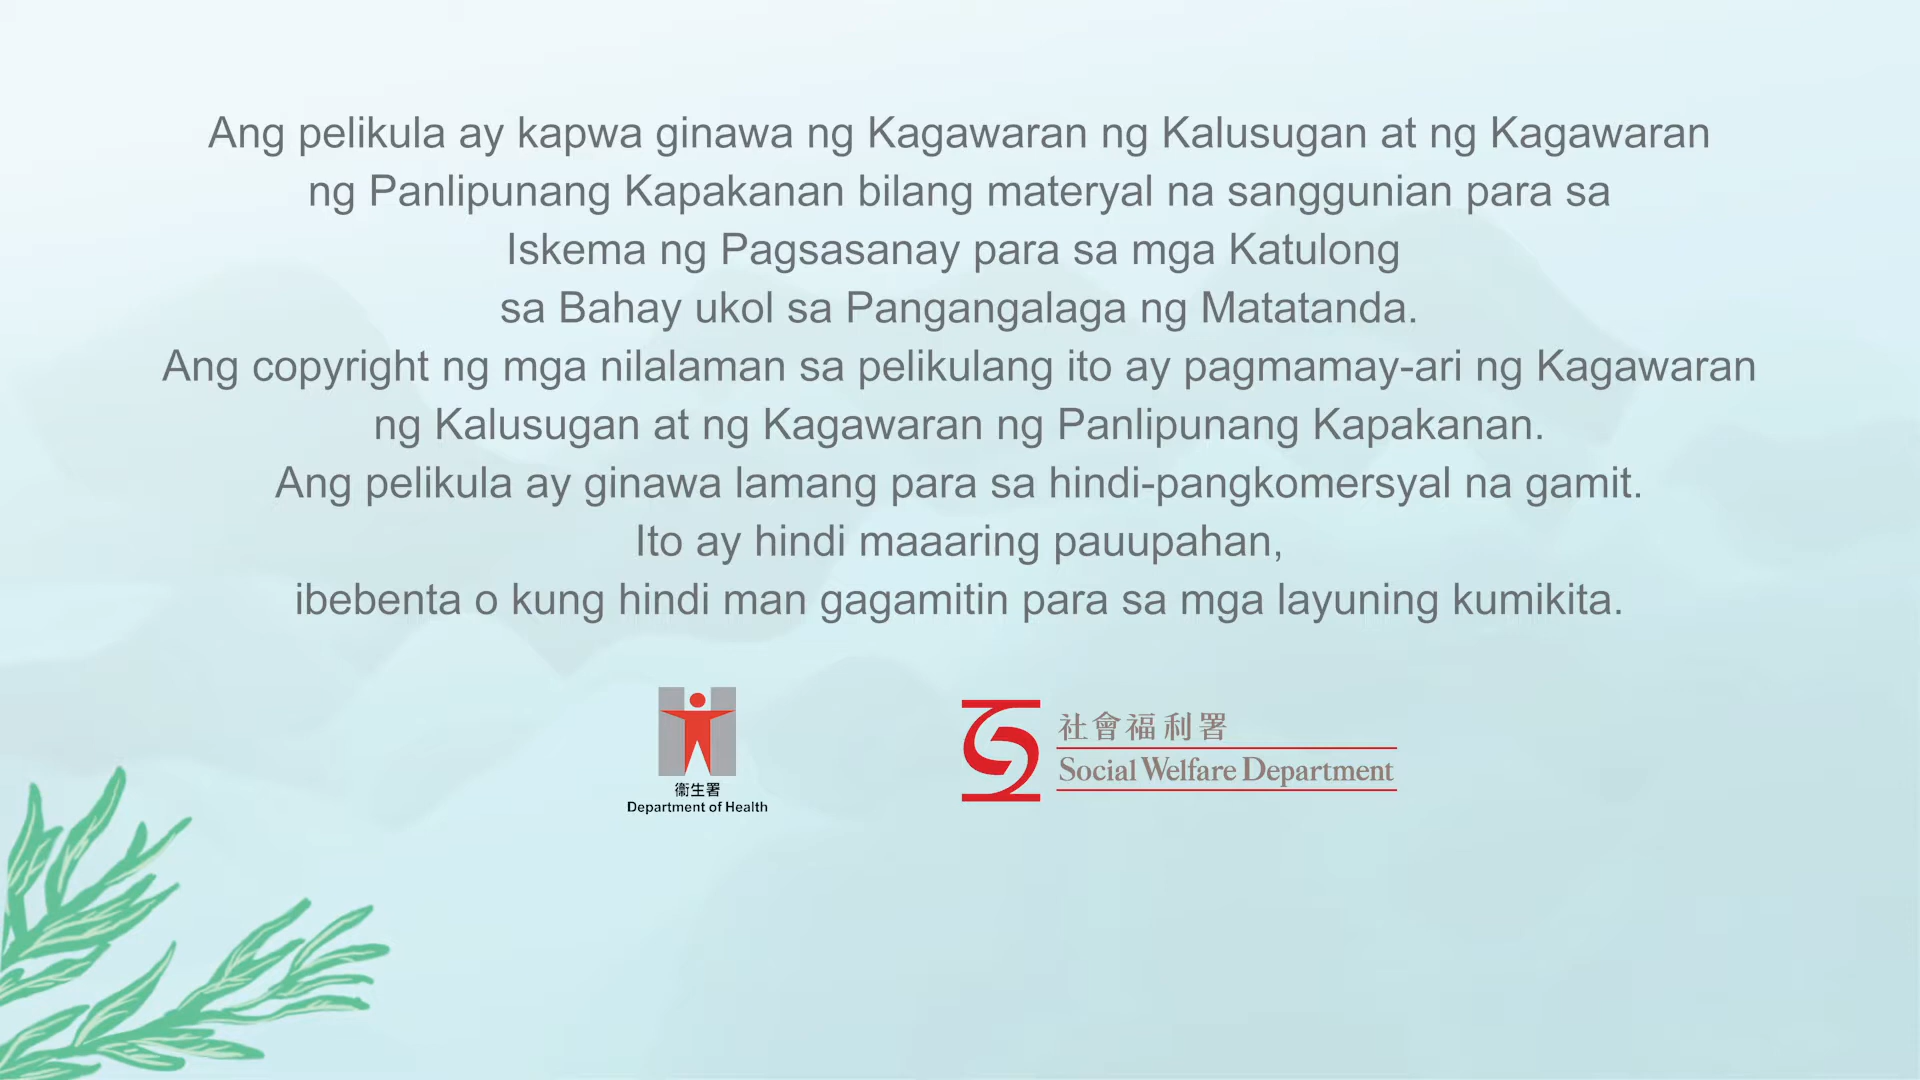 Ang pelikula ay kapwa ginawa ng Kagawaran ng Kalusugan at ng Kagawaran
ng Panlipunang Kapakanan bilang materyal na sanggunian para sa
Iskema ng Pagsasanay para sa mga Katulong
sa Bahay ukol sa Pangangalaga ng Matatanda.
Ang copyright ng mga nilalaman sa pelikulang ito ay pagmamay-ari ng Kagawaran
ng Kalusugan at ng Kagawaran ng Panlipunang Kapakanan.
Ang pelikula ay ginawa lamang para sa hindi-pangkomersyal na gamit.
Ito ay hindi maaaring pauupahan,
ibebenta o kung hindi man gagamitin para sa mga layuning kumikita.
衞生署
Department of Health
社會福利署
Social Welfare Department